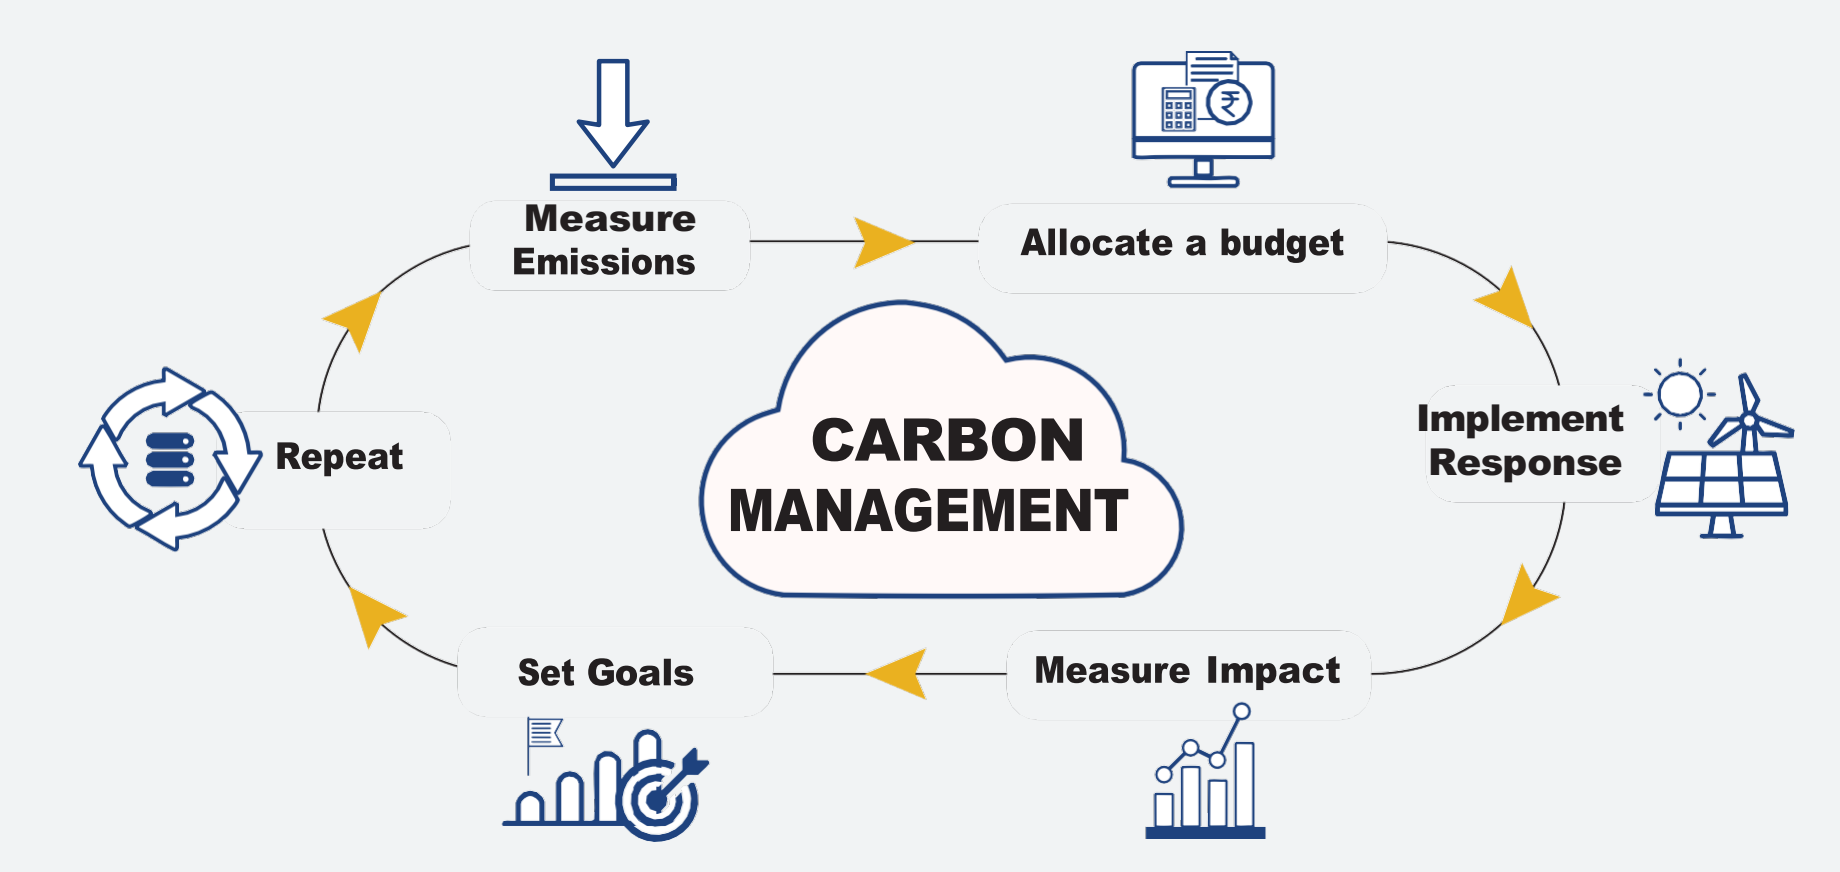 Measure
Emissions
₹
Allocate a budget
Implement
Response
Measure Impact
Set Goals
Repeat
CARBON
MANAGEMENT